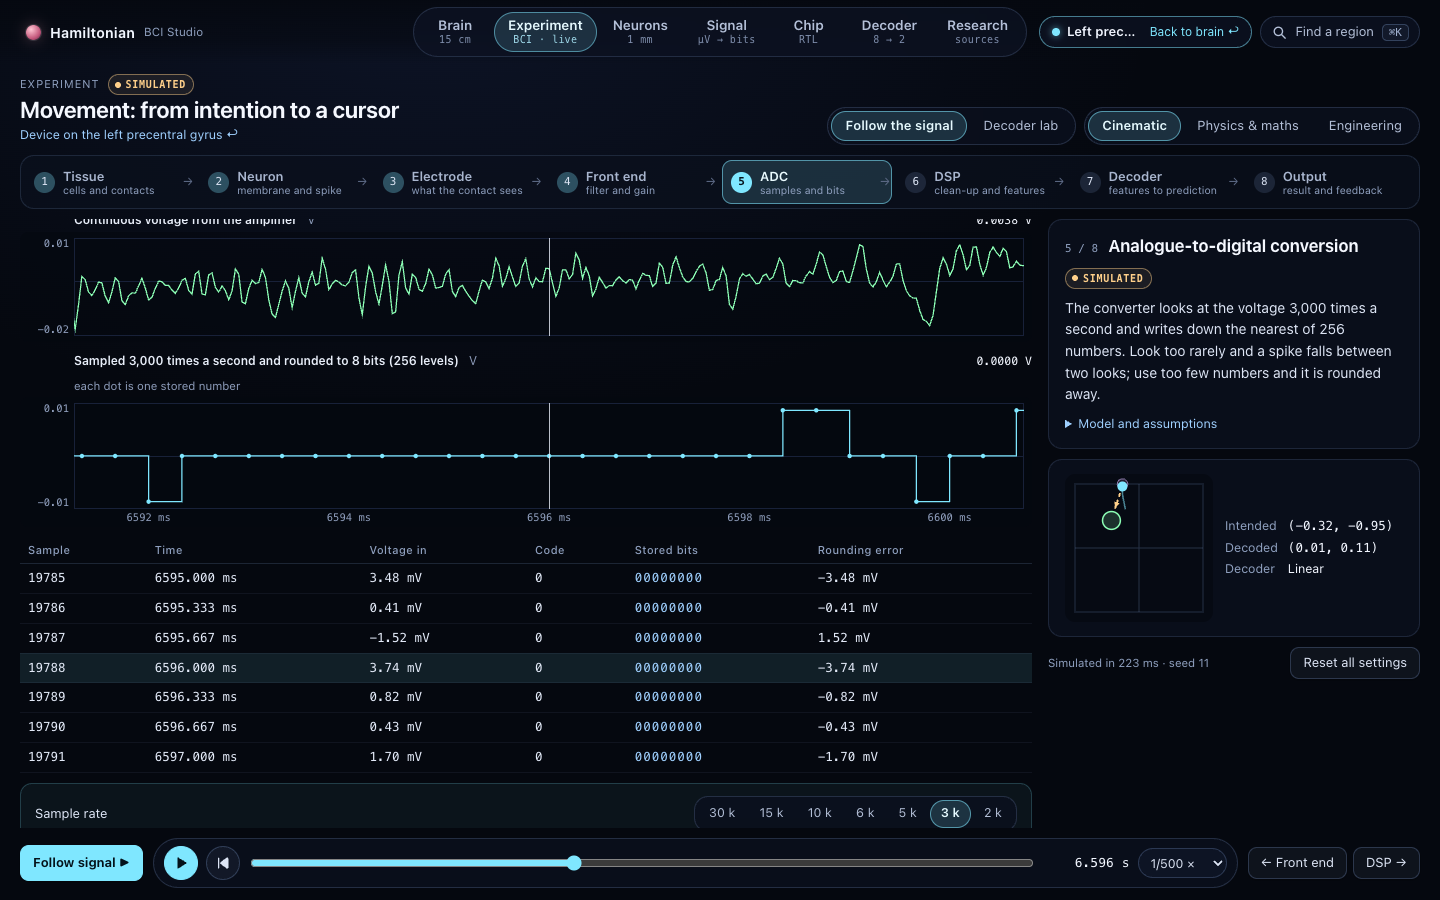 Hamiltonian BCI Studio
Brain
15 cm
Experiment
BCI · live
Neurons
1 mm
Signal
µV → bits
Chip
RTL
Decoder
8 → 2
Research
sources
Left prec... Back to brain ↩
Find a region ⌘K
EXPERIMENT SIMULATED
Movement: from intention to a cursor
Device on the left precentral gyrus ↩
Follow the signal Decoder lab
Cinematic Physics & maths Engineering
1 Tissue
cells and contacts
→
2 Neuron
membrane and spike
→
3 Electrode
what the contact sees
→
4 Front end
filter and gain
→
5 ADC
samples and bits
→
6 DSP
clean-up and features
→
7 Decoder
features to prediction
→
8 Output
result and feedback
Continuous voltage from the amplifier V 0.0038 V
0.01
−0.02
Sampled 3,000 times a second and rounded to 8 bits (256 levels) V 0.0000 V
each dot is one stored number
0.01
−0.01
6592 ms 6594 ms 6596 ms 6598 ms 6600 ms
Sample Time Voltage in Code Stored bits Rounding error
19785 6595.000 ms 3.48 mV 0 00000000 −3.48 mV
19786 6595.333 ms 0.41 mV 0 00000000 −0.41 mV
19787 6595.667 ms −1.52 mV 0 00000000 1.52 mV
19788 6596.000 ms 3.74 mV 0 00000000 −3.74 mV
19789 6596.333 ms 0.82 mV 0 00000000 −0.82 mV
19790 6596.667 ms 0.43 mV 0 00000000 −0.43 mV
19791 6597.000 ms 1.70 mV 0 00000000 −1.70 mV
Sample rate 30 k 15 k 10 k 6 k 5 k 3 k 2 k
5 / 8 Analogue-to-digital conversion
SIMULATED
The converter looks at the voltage 3,000 times a
second and writes down the nearest of 256
numbers. Look too rarely and a spike falls between
two looks; use too few numbers and it is rounded
away.
Model and assumptions
Intended (−0.32, −0.95)
Decoded (0.01, 0.11)
Decoder Linear
Simulated in 223 ms · seed 11
Reset all settings
Follow signal
6.596 s
1/500 ×
← Front end
DSP →